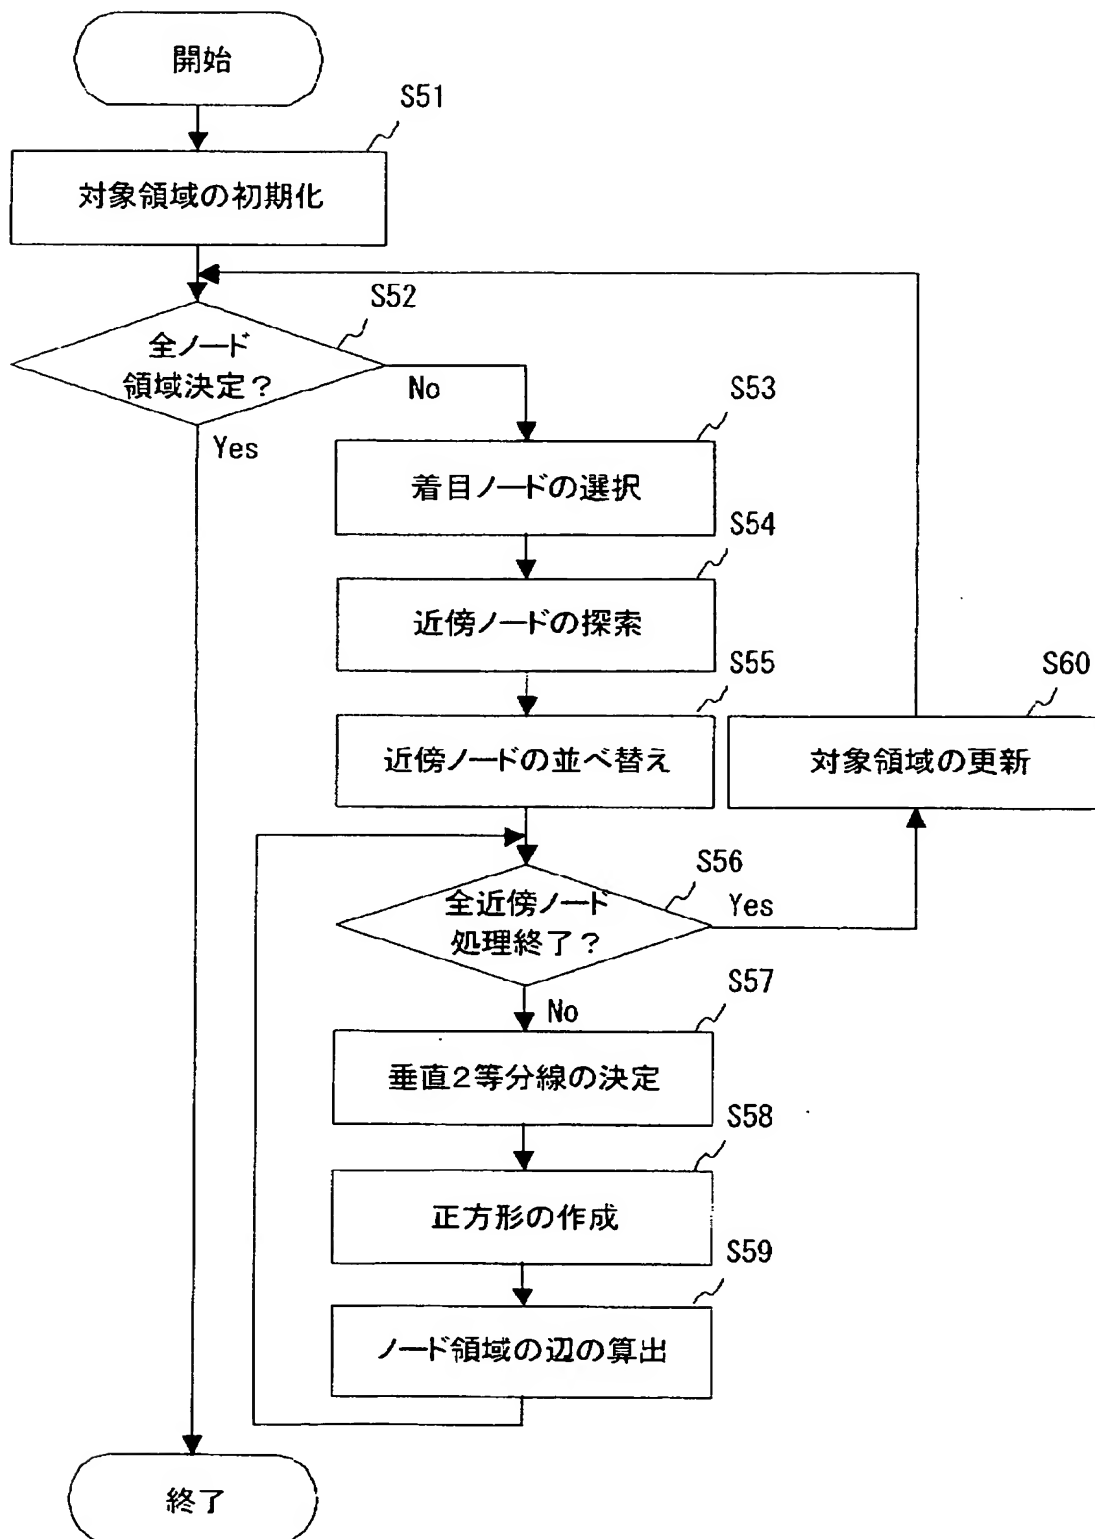 開始
S51
対象領域の初期化
S52
全ノード
領域決定？
No
Yes
S53
着目ノードの選択
S54
近傍ノードの探索
S55
近傍ノードの並べ替え
S60
対象領域の更新
S56
全近傍ノード
処理終了？
Yes
No
S57
垂直２等分線の決定
S58
正方形の作成
S59
ノード領域の辺の算出
終了